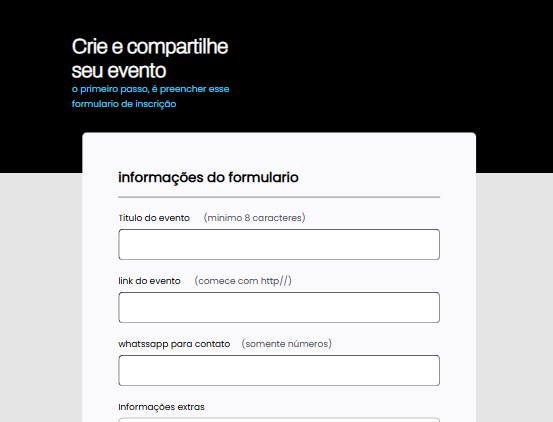 Crie e compartilhe
seu evento
o primeiro passo, é preencher esse
formulario de inscrição
informações do formulario
Título do evento (minimo 8 caracteres)
link do evento (comece com http//)
whatssapp para contato (somente números)
Informações extras